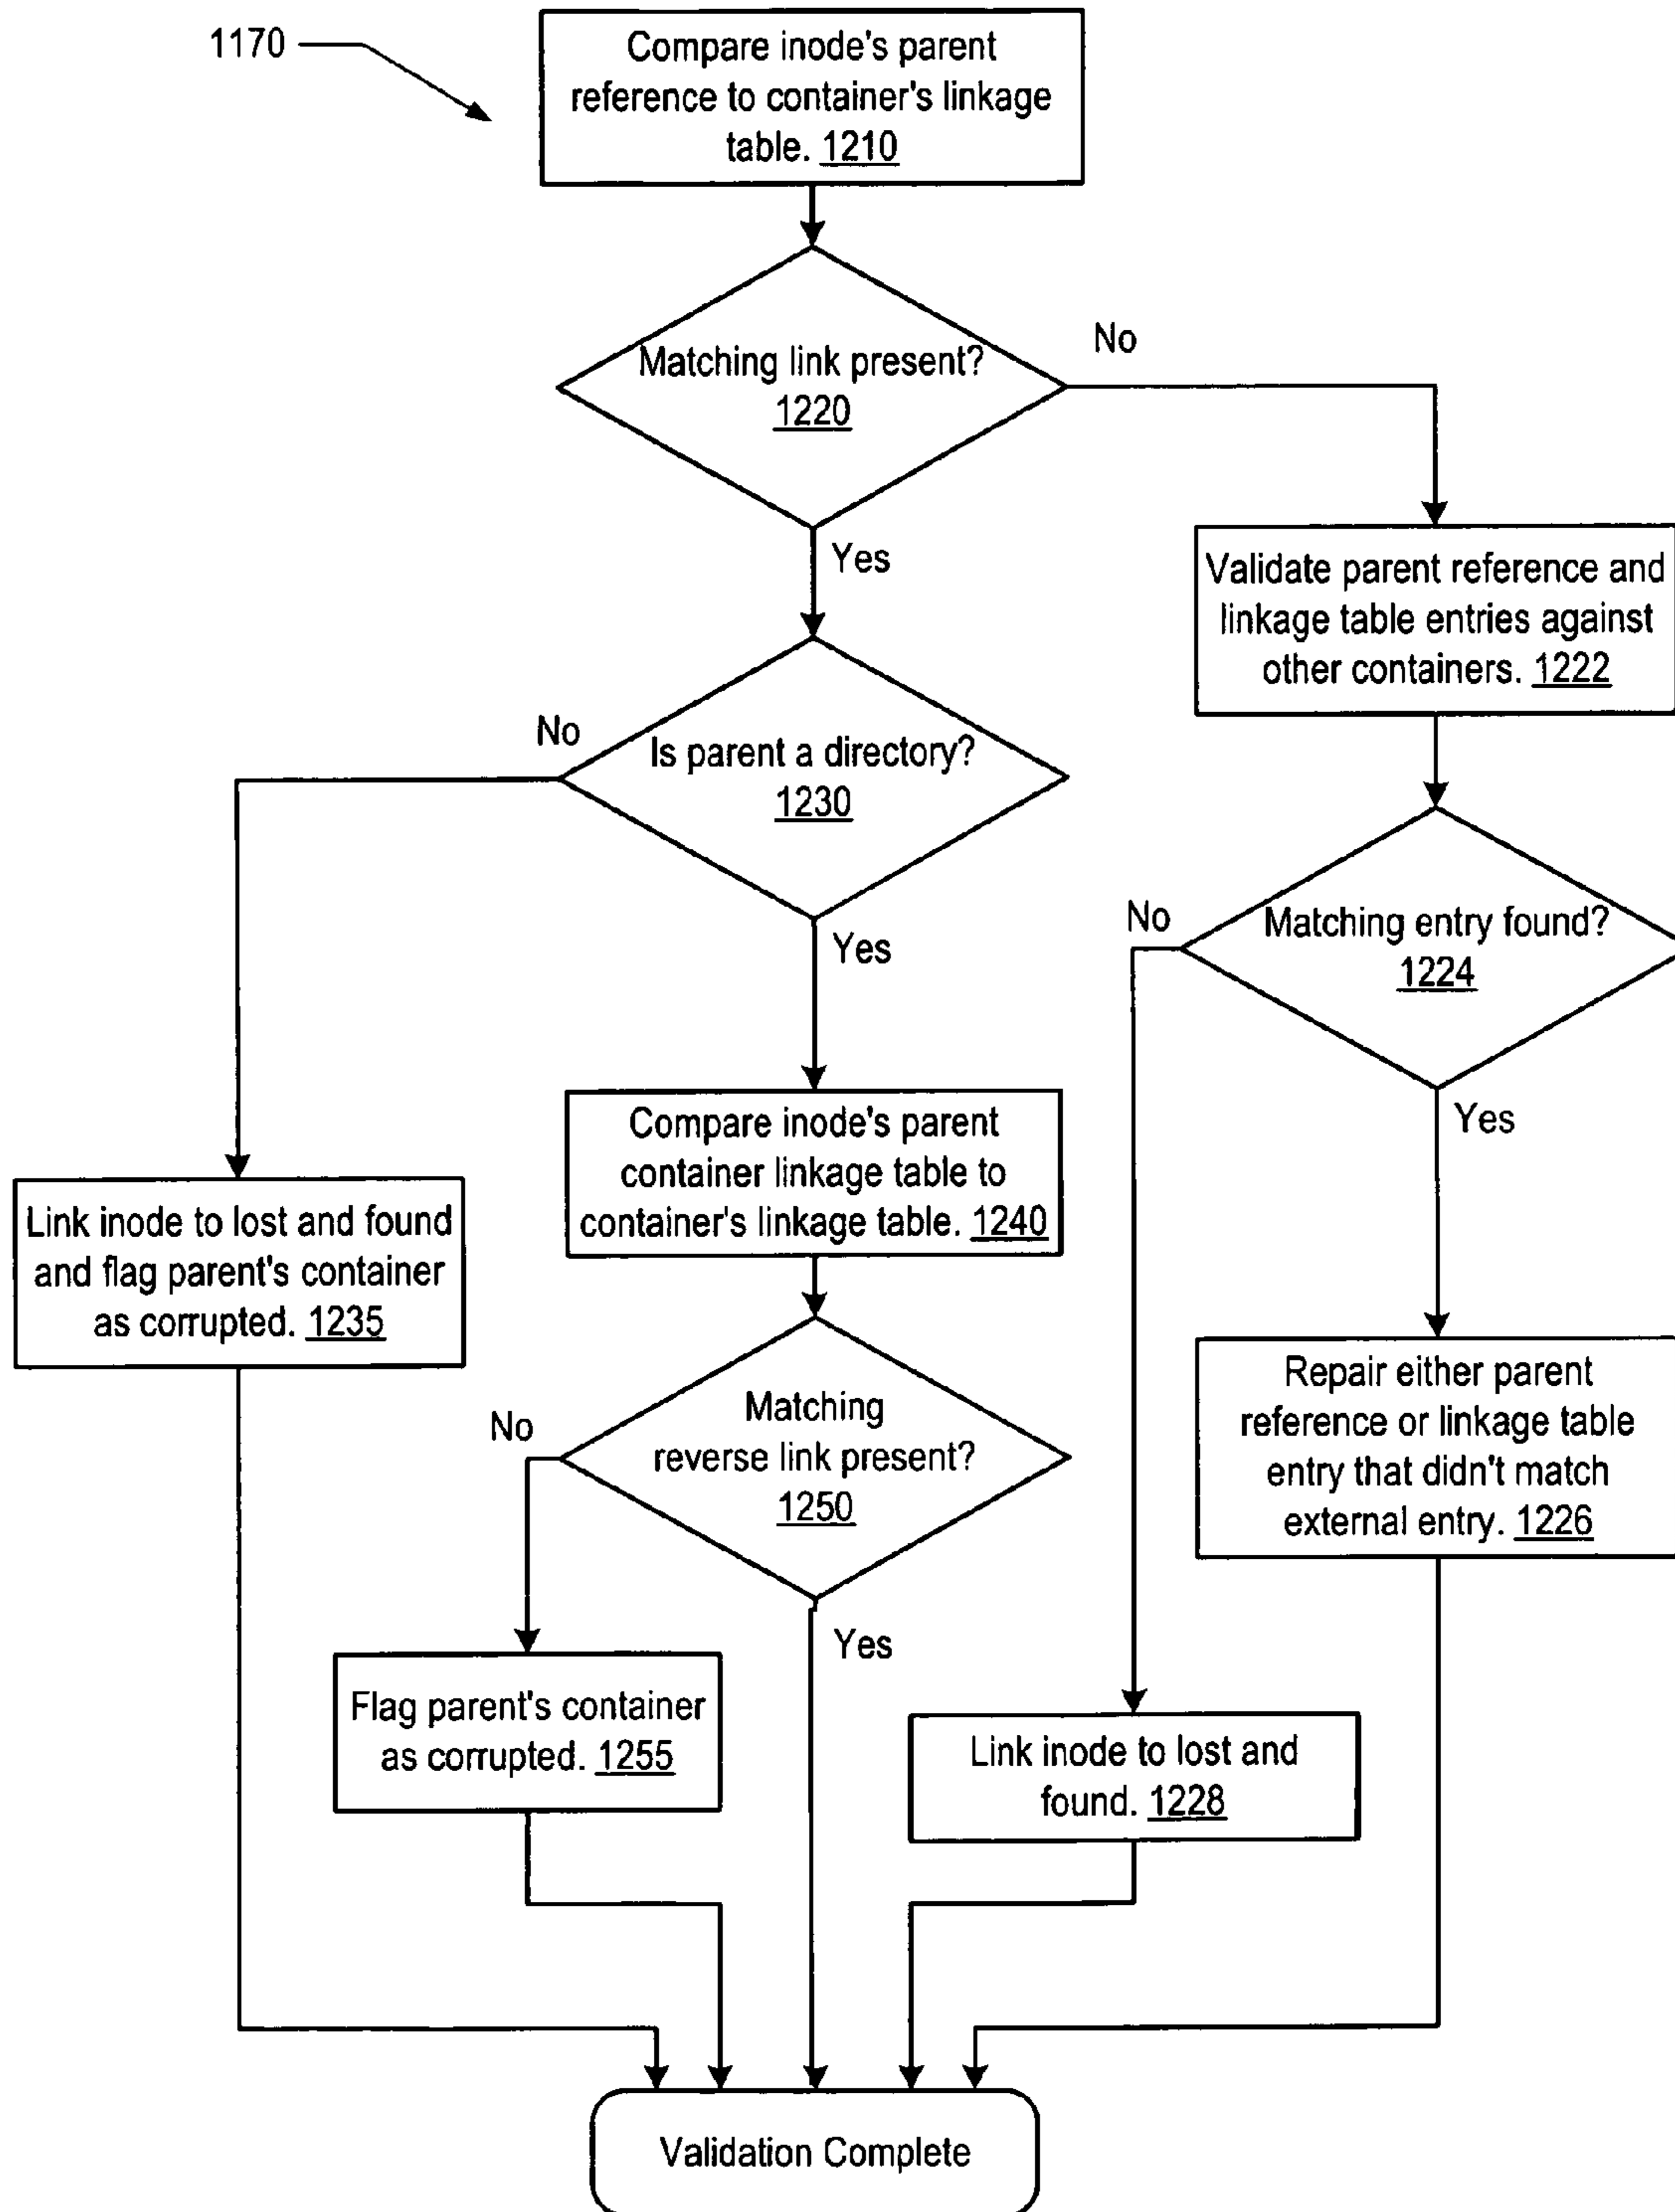 1170
Compare inode's parent
reference to container's linkage
table. 1210
Matching link present?
1220
No
Yes
Validate parent reference and
linkage table entries against
other containers. 1222
Is parent a directory?
1230
No
Yes
Matching entry found?
1224
No
Yes
Compare inode's parent
container linkage table to
container's linkage table. 1240
Link inode to lost and found
and flag parent's container
as corrupted. 1235
Repair either parent
reference or linkage table
entry that didn't match
external entry. 1226
Matching
reverse link present?
1250
No
Yes
Flag parent's container
as corrupted. 1255
Link inode to lost and
found. 1228
Validation Complete